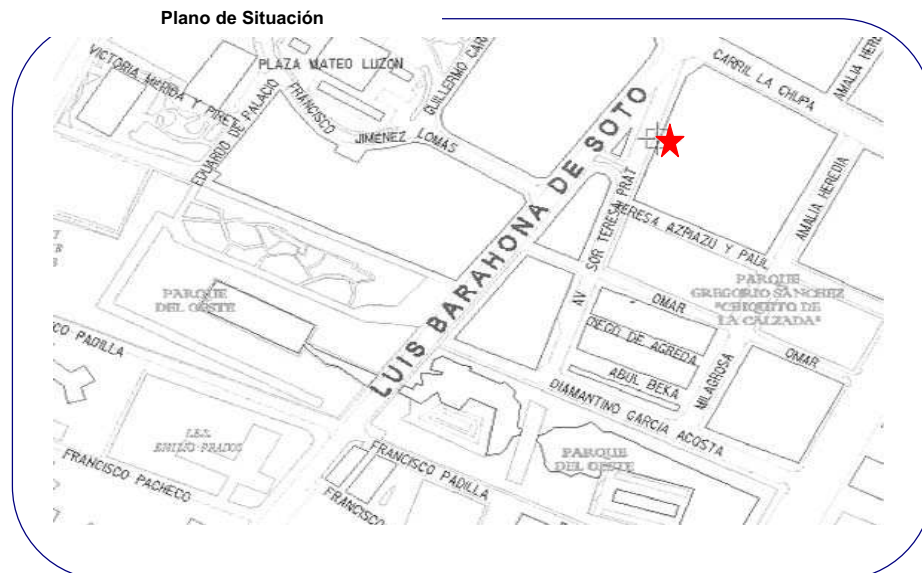 Plano de Situación
PLAZA MATEO LUZON
VICTORIA MERIDA Y PIRET
EDUARDO DE PALACIO
FRANCISCO
JIMENEZ LOMAS
GUILLERMO
CARRIL LA CHUPA
AMALIA HERE
AMALIA HEREDIA
LUIS BARAHONA DE SOTO
AV SOR TERESA PRAT
TERESA AZPIAZU Y PAUL
PARQUE
GREGORIO SANCHEZ
"CHIQUITO DE
LA CALZADA"
OMAR
DIEGO DE AGREDA
ABUL BEKA
MILAGROSA
OMAR
DIAMANTINO GARCIA ACOSTA
PARQUE
DEL OESTE
CISCO PADILLA
I.E.S.
EMILIO PRADOS
FRANCISCO PACHECO
FRANCISCO PADILLA
FRANCISCO
PARQUE
DEL OESTE